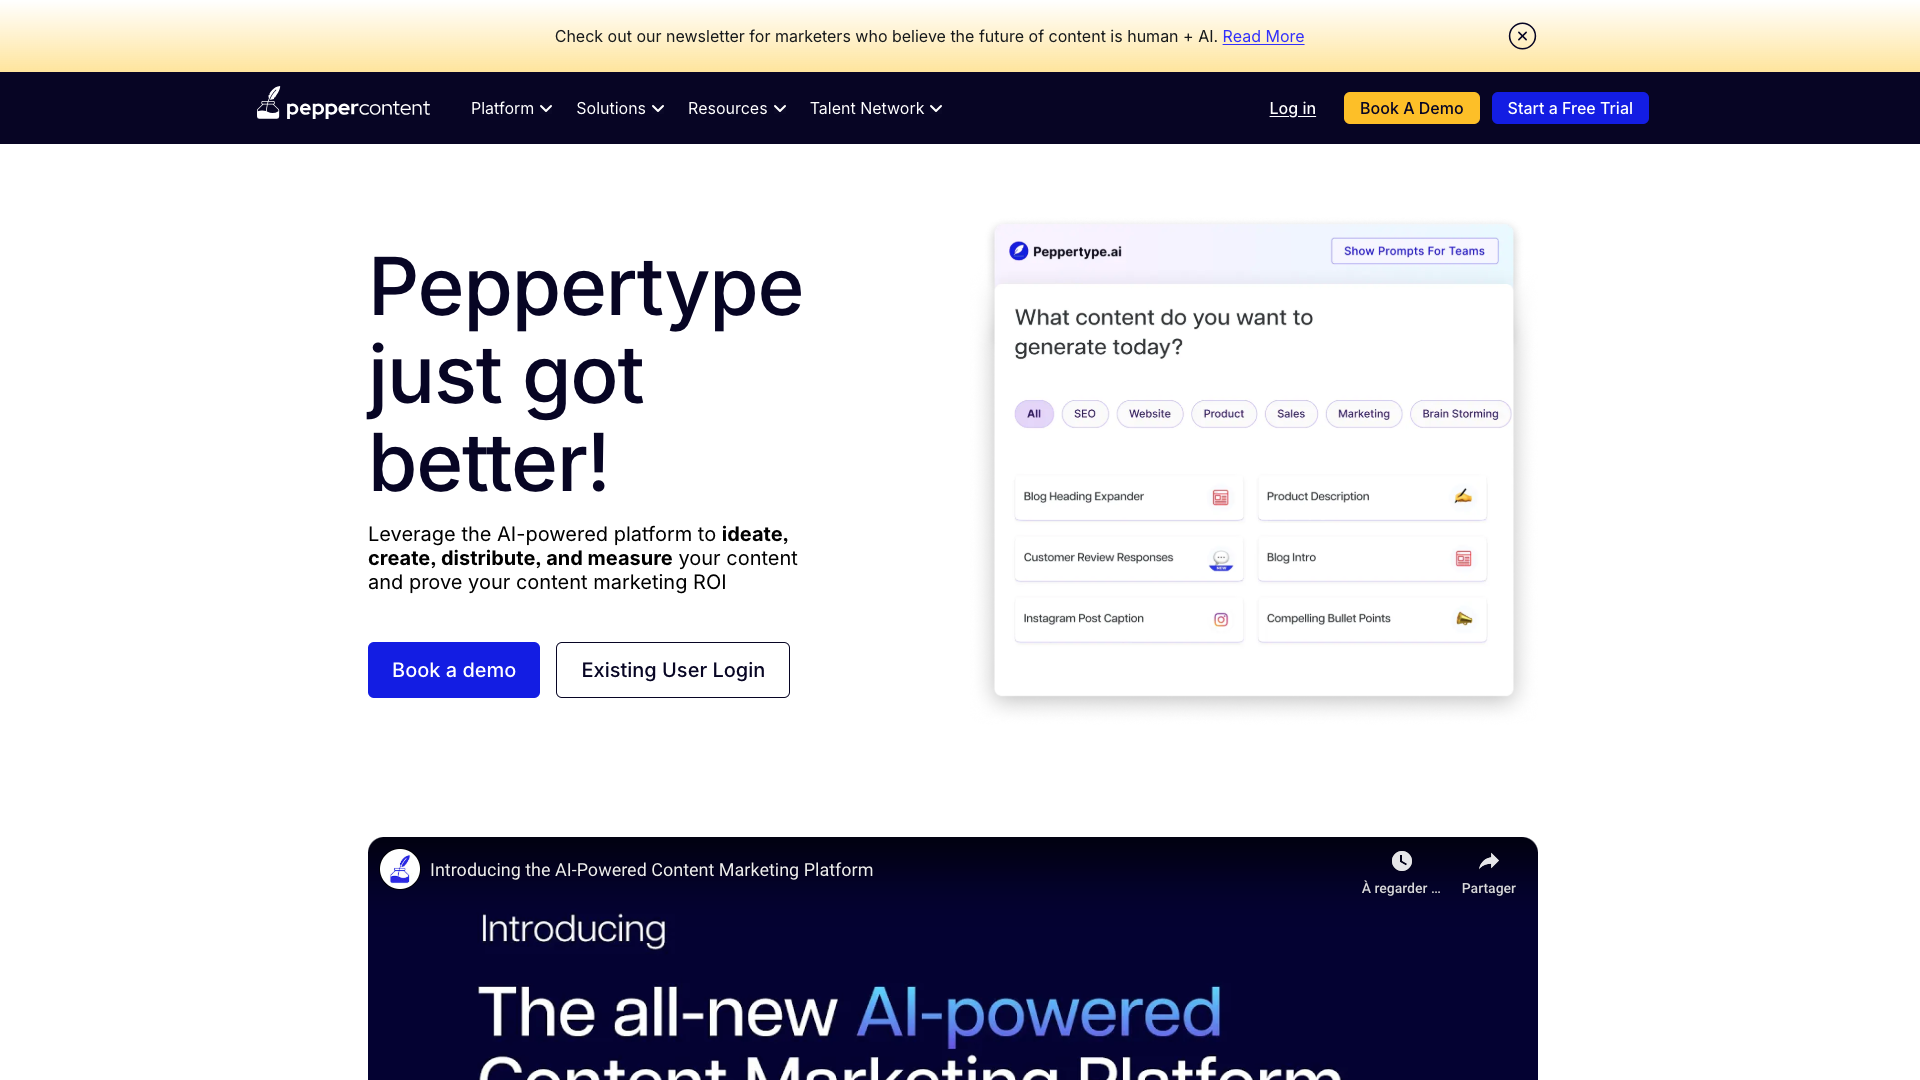 Check out our newsletter for marketers who believe the future of content is human + AI. Read More
peppercontent
Platform
Solutions
Resources
Talent Network
Log in
Book A Demo
Start a Free Trial
Peppertype
just got
better!
Leverage the AI-powered platform to ideate,
create, distribute, and measure your content
and prove your content marketing ROI
Book a demo
Existing User Login
Peppertype.ai
Show Prompts For Teams
What content do you want to
generate today?
All
SEO
Website
Product
Sales
Marketing
Brain Storming
Blog Heading Expander
Product Description
Customer Review Responses
NEW
Blog Intro
Instagram Post Caption
Compelling Bullet Points
Introducing the AI-Powered Content Marketing Platform
À regarder ...
Partager
Introducing
The all-new AI-powered
Content Marketing Platform